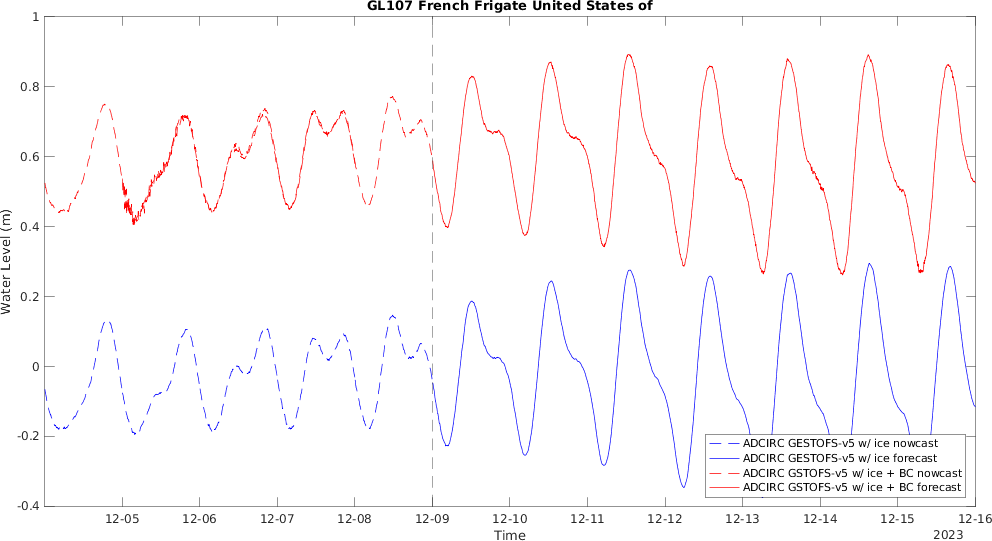 GL107 French Frigate United States of
1
0.8
0.6
0.4
0.2
0
-0.2
-0.4
Water Level (m)
ADCIRC GESTOFS-v5 w/ ice nowcast
ADCIRC GESTOFS-v5 w/ ice forecast
ADCIRC GSTOFS-v5 w/ ice + BC nowcast
ADCIRC GSTOFS-v5 w/ ice + BC forecast
12-05 12-06 12-07 12-08 12-09 12-10 12-11 12-12 12-13 12-14 12-15 12-16
Time
2023